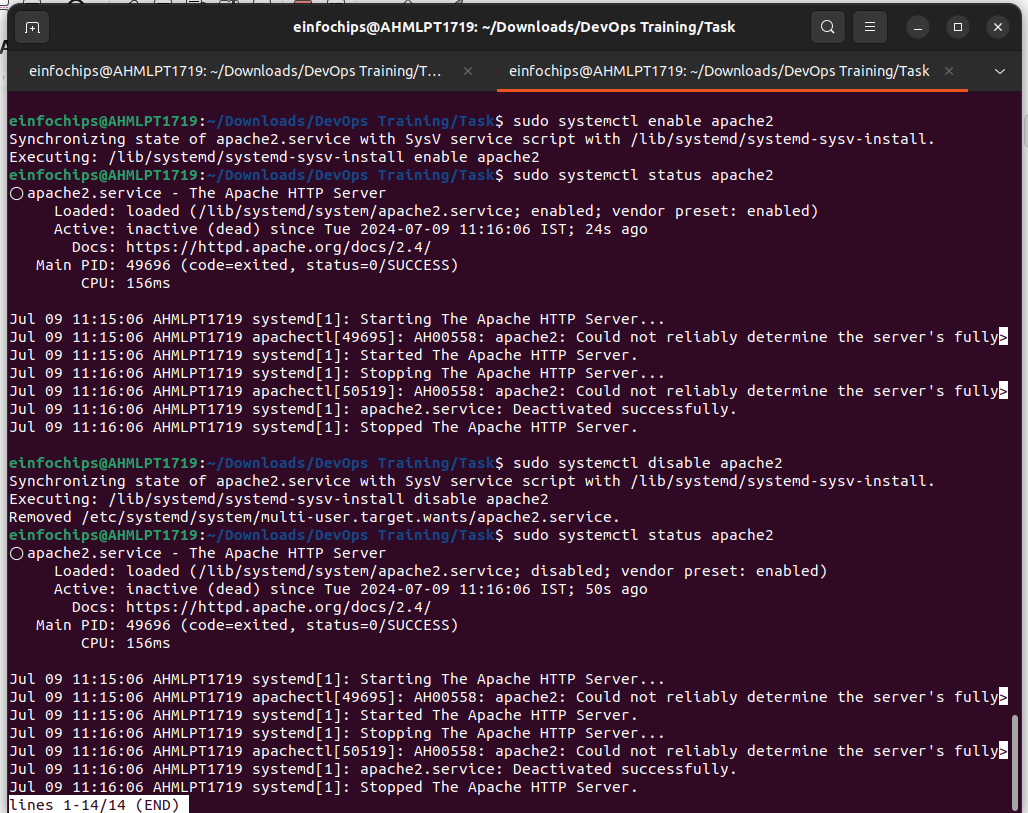 einfochips@AHMLPT1719: ~/Downloads/DevOps Training/Task
einfochips@AHMLPT1719: ~/Downloads/DevOps Training/T...
einfochips@AHMLPT1719: ~/Downloads/DevOps Training/Task
einfochips@AHMLPT1719:~/Downloads/DevOps Training/Task$ sudo systemctl enable apache2
Synchronizing state of apache2.service with SysV service script with /lib/systemd/systemd-sysv-install.
Executing: /lib/systemd/systemd-sysv-install enable apache2
einfochips@AHMLPT1719:~/Downloads/DevOps Training/Task$ sudo systemctl status apache2
○ apache2.service - The Apache HTTP Server
     Loaded: loaded (/lib/systemd/system/apache2.service; enabled; vendor preset: enabled)
     Active: inactive (dead) since Tue 2024-07-09 11:16:06 IST; 24s ago
       Docs: https://httpd.apache.org/docs/2.4/
   Main PID: 49696 (code=exited, status=0/SUCCESS)
        CPU: 156ms
Jul 09 11:15:06 AHMLPT1719 systemd[1]: Starting The Apache HTTP Server...
Jul 09 11:15:06 AHMLPT1719 apachectl[49695]: AH00558: apache2: Could not reliably determine the server's fully>
Jul 09 11:15:06 AHMLPT1719 systemd[1]: Started The Apache HTTP Server.
Jul 09 11:16:06 AHMLPT1719 systemd[1]: Stopping The Apache HTTP Server...
Jul 09 11:16:06 AHMLPT1719 apachectl[50519]: AH00558: apache2: Could not reliably determine the server's fully>
Jul 09 11:16:06 AHMLPT1719 systemd[1]: apache2.service: Deactivated successfully.
Jul 09 11:16:06 AHMLPT1719 systemd[1]: Stopped The Apache HTTP Server.
einfochips@AHMLPT1719:~/Downloads/DevOps Training/Task$ sudo systemctl disable apache2
Synchronizing state of apache2.service with SysV service script with /lib/systemd/systemd-sysv-install.
Executing: /lib/systemd/systemd-sysv-install disable apache2
Removed /etc/systemd/system/multi-user.target.wants/apache2.service.
einfochips@AHMLPT1719:~/Downloads/DevOps Training/Task$ sudo systemctl status apache2
○ apache2.service - The Apache HTTP Server
     Loaded: loaded (/lib/systemd/system/apache2.service; disabled; vendor preset: enabled)
     Active: inactive (dead) since Tue 2024-07-09 11:16:06 IST; 50s ago
       Docs: https://httpd.apache.org/docs/2.4/
   Main PID: 49696 (code=exited, status=0/SUCCESS)
        CPU: 156ms
Jul 09 11:15:06 AHMLPT1719 systemd[1]: Starting The Apache HTTP Server...
Jul 09 11:15:06 AHMLPT1719 apachectl[49695]: AH00558: apache2: Could not reliably determine the server's fully>
Jul 09 11:15:06 AHMLPT1719 systemd[1]: Started The Apache HTTP Server.
Jul 09 11:16:06 AHMLPT1719 systemd[1]: Stopping The Apache HTTP Server...
Jul 09 11:16:06 AHMLPT1719 apachectl[50519]: AH00558: apache2: Could not reliably determine the server's fully>
Jul 09 11:16:06 AHMLPT1719 systemd[1]: apache2.service: Deactivated successfully.
Jul 09 11:16:06 AHMLPT1719 systemd[1]: Stopped The Apache HTTP Server.
lines 1-14/14 (END)